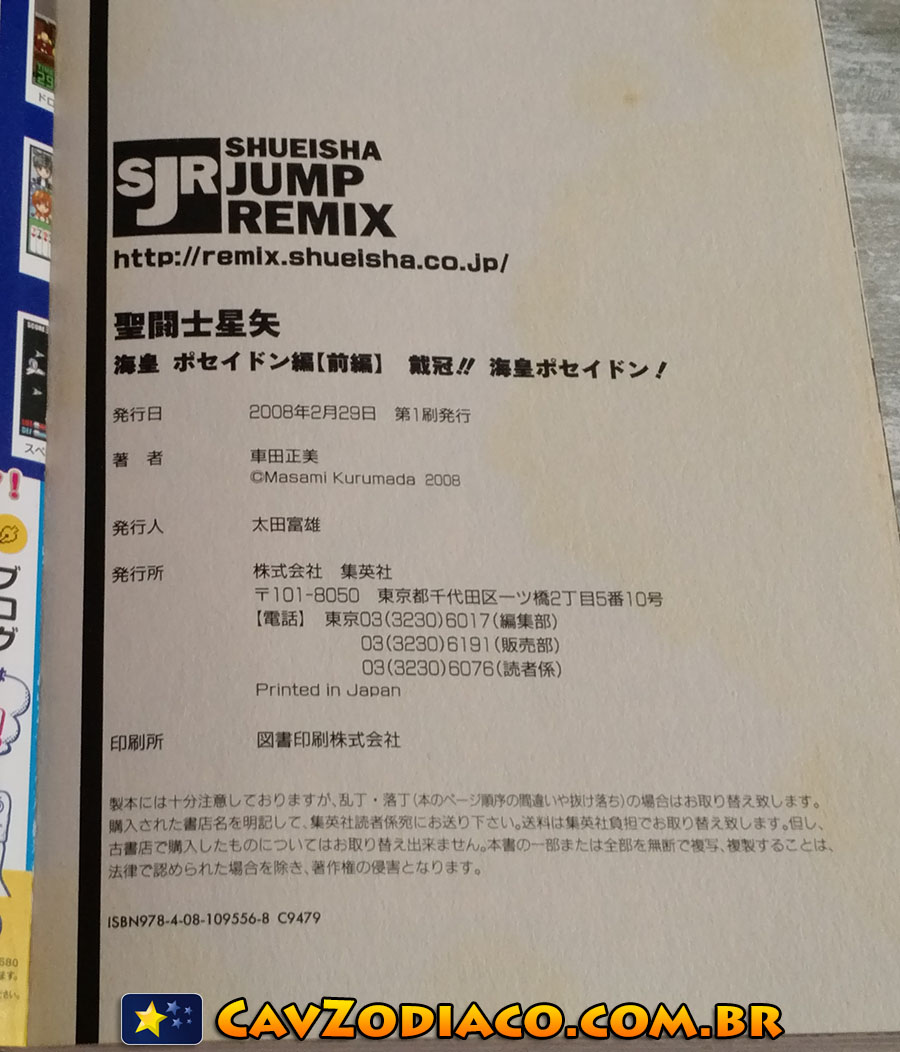 SJR
SHUEISHA
JUMP
REMIX
http://remix.shueisha.co.jp/
聖闘士星矢
海皇 ポセイドン編【前編】 戴冠!! 海皇ポセイドン!
発行日 2008年2月29日 第1刷発行
著 者 車田正美
©Masami Kurumada 2008
発行人 太田富雄
発行所 株式会社 集英社
〒101-8050 東京都千代田区一ツ橋2丁目5番10号
【電話】 東京03(3230)6017(編集部)
03(3230)6191(販売部)
03(3230)6076(読者係)
Printed in Japan
印刷所 図書印刷株式会社
製本には十分注意しておりますが、乱丁・落丁(本のページ順序の間違いや抜け落ち)の場合はお取り替え致します。
購入された書店名を明記して、集英社読者係宛にお送り下さい。送料は集英社負担でお取り替え致します。但し、
古書店で購入したものについてはお取り替え出来ません。本書の一部または全部を無断で複写、複製することは、
法律で認められた場合を除き、著作権の侵害となります。
ISBN978-4-08-109556-8 C9479
ブログ
CAVZODIACO.COM.BR